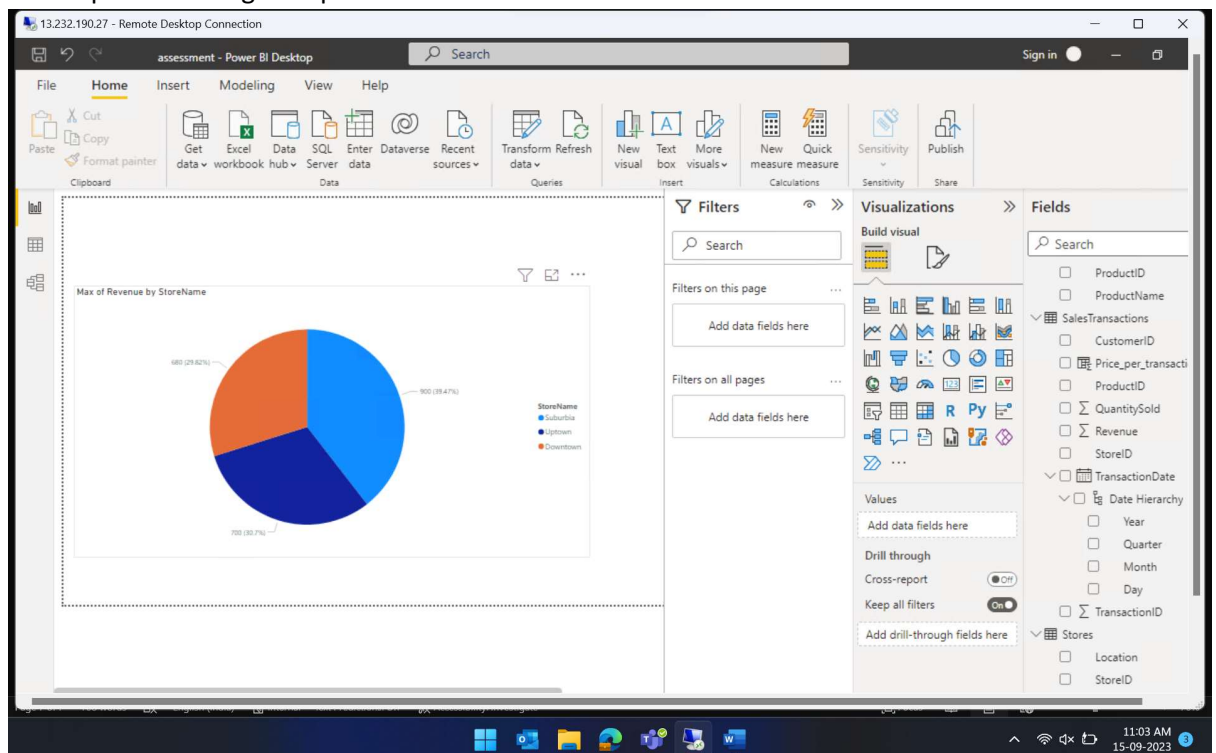 13.232.190.27 - Remote Desktop Connection
assessment - Power BI Desktop
Search
Sign in
File Home Insert Modeling View Help
Paste
Cut
Copy
Format painter
Get data
Excel workbook
Data hub
SQL Server
Enter data
Dataverse
Recent sources
Transform data
Refresh
New visual
Text box
More visuals
New measure
Quick measure
Sensitivity
Publish
Clipboard
Data
Queries
Insert
Calculations
Sensitivity
Share
Max of Revenue by StoreName
680 (29.82%)
900 (39.47%)
700 (30.7%)
StoreName
Suburbia
Uptown
Downtown
Filters
Search
Filters on this page
Add data fields here
Filters on all pages
Add data fields here
Visualizations
Build visual
123
R
Py
Values
Add data fields here
Drill through
Cross-report
Off
Keep all filters
On
Add drill-through fields here
Fields
Search
ProductID
ProductName
SalesTransactions
CustomerID
Price_per_transacti
ProductID
QuantitySold
Revenue
StoreID
TransactionDate
Date Hierarchy
Year
Quarter
Month
Day
TransactionID
Stores
Location
StoreID
11:03 AM
15-09-2023
3